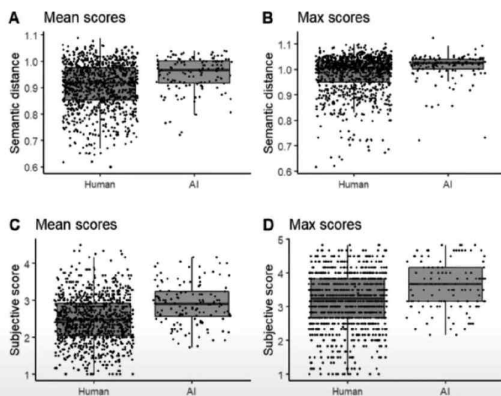 A Mean scores
Semantic distance
1.1
1.0
0.9
0.8
0.7
0.6
Human AI
B Max scores
Semantic distance
1.1
1.0
0.9
0.8
0.7
0.6
Human AI
C Mean scores
Subjective score
4
3
2
1
Human AI
D Max scores
Subjective score
5
4
3
2
1
Human AI